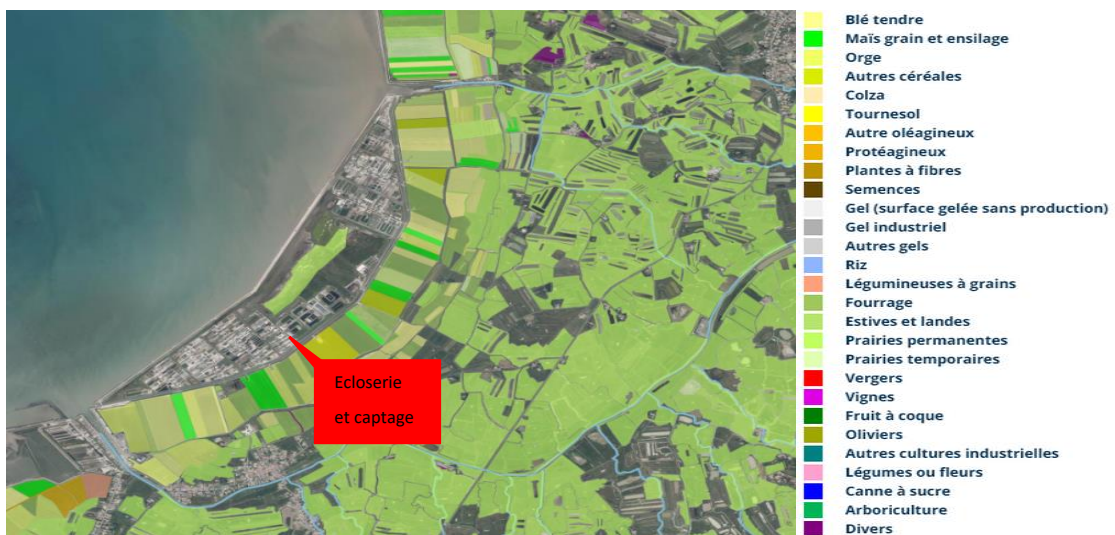 Ecloserie
et captage
Blé tendre
Maïs grain et ensilage
Orge
Autres céréales
Colza
Tournesol
Autre oléagineux
Protéagineux
Plantes à fibres
Semences
Gel (surface gelée sans production)
Gel industriel
Autres gels
Riz
Légumineuses à grains
Fourrage
Estives et landes
Prairies permanentes
Prairies temporaires
Vergers
Vignes
Fruit à coque
Oliviers
Autres cultures industrielles
Légumes ou fleurs
Canne à sucre
Arboriculture
Divers